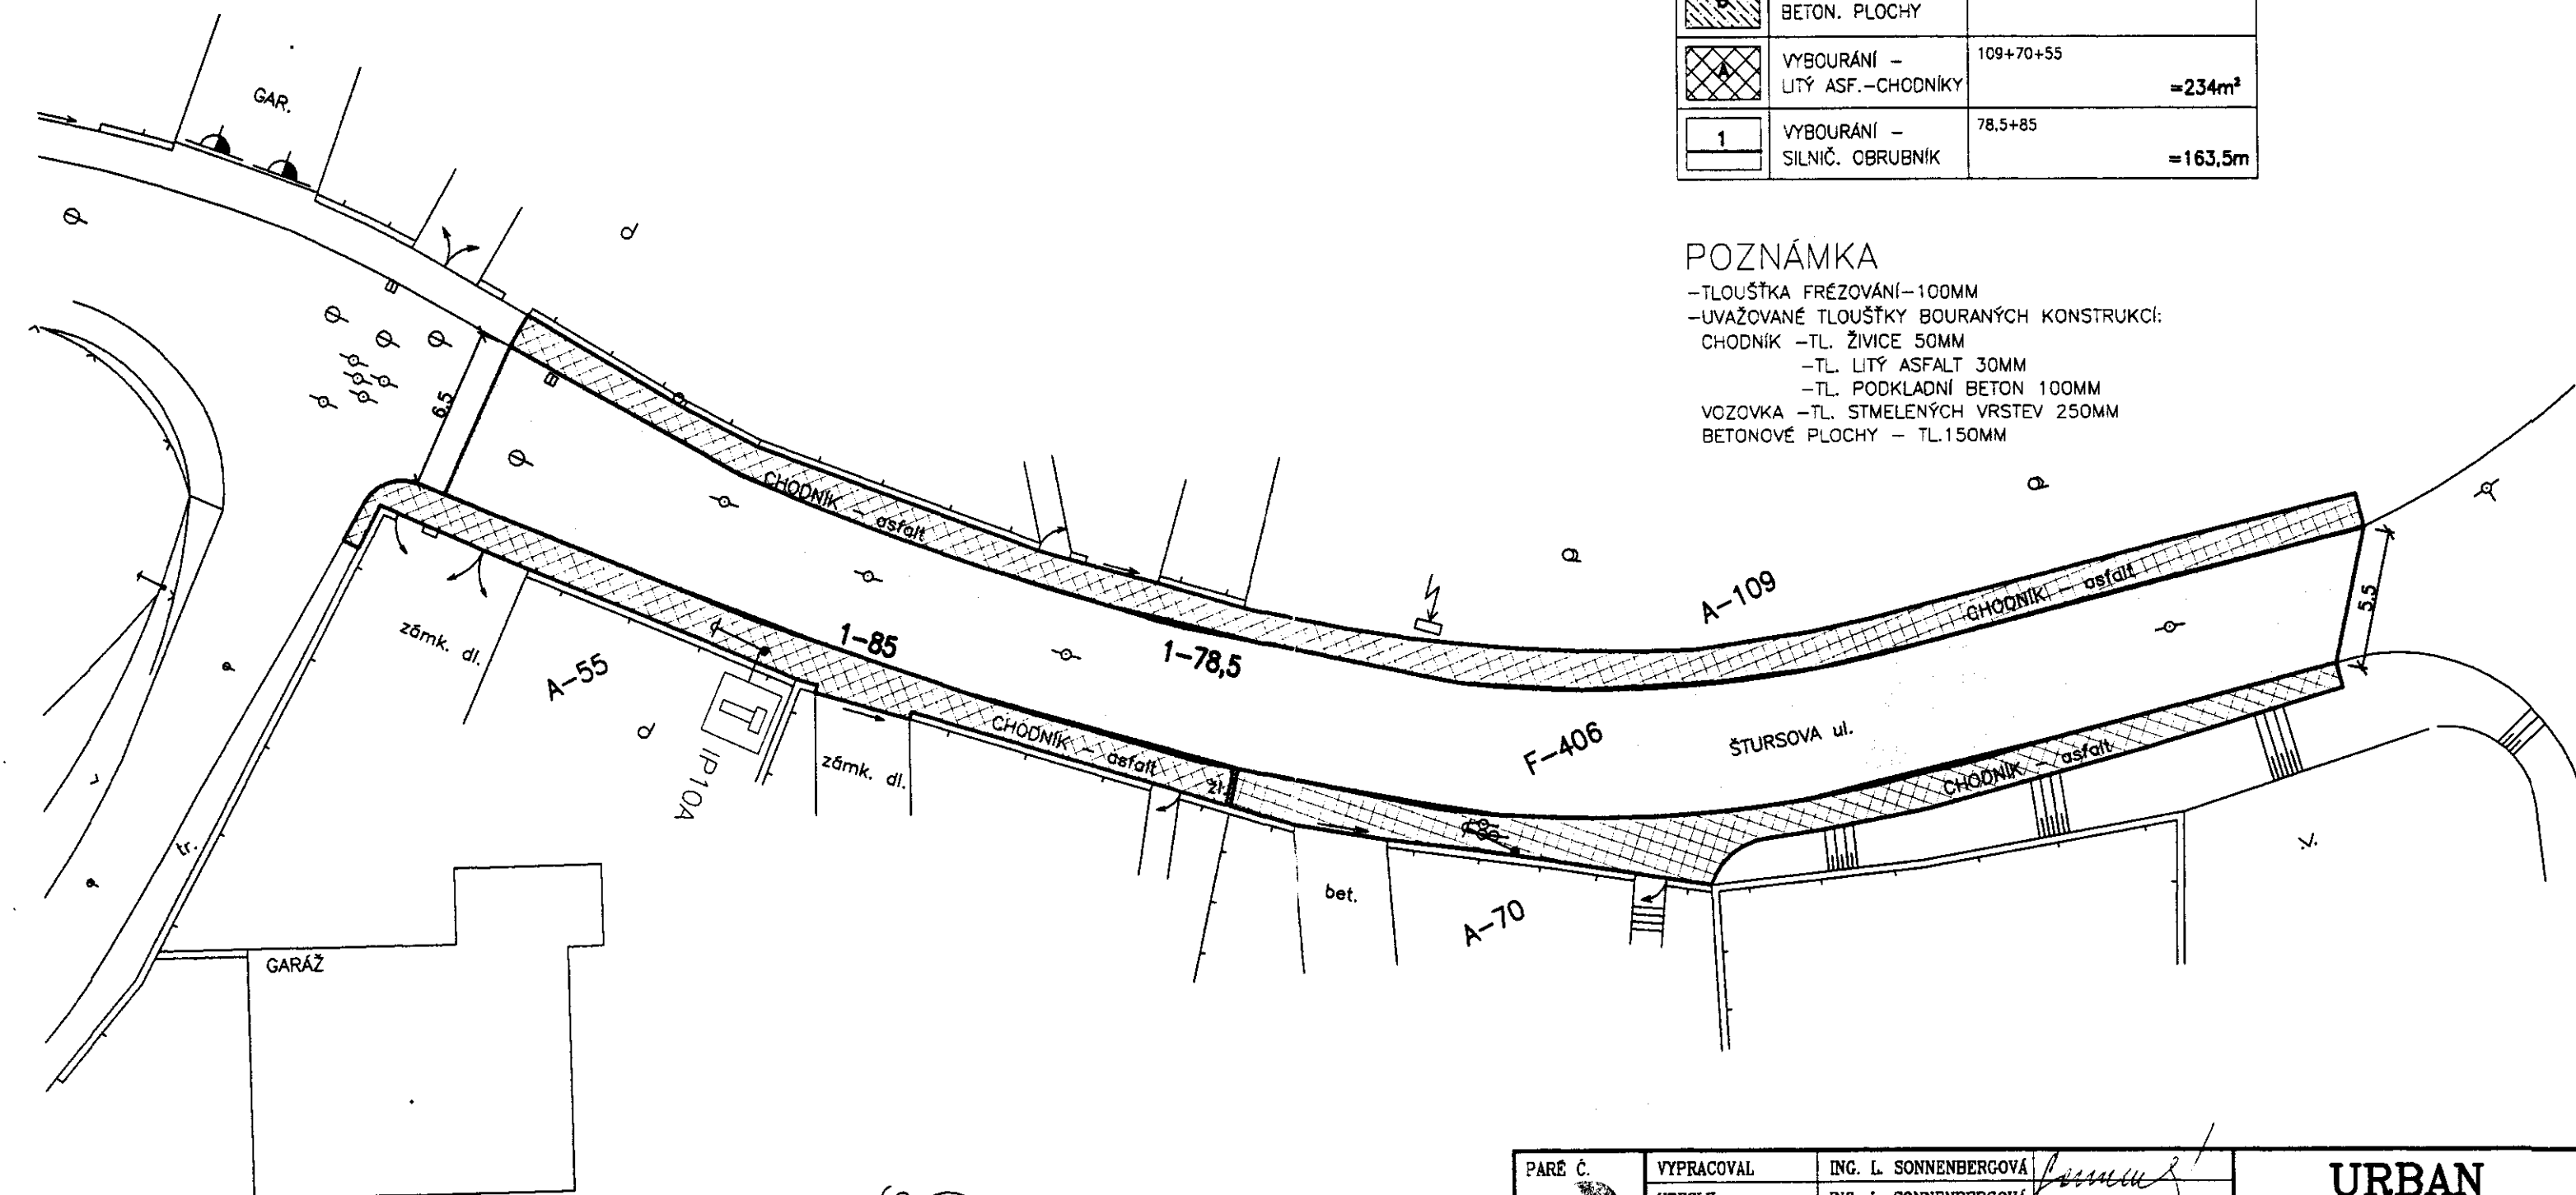 BETON. PLOCHY
A
VYBOURÁNÍ –
LITÝ ASF.–CHODNÍKY
109+70+55
=234m²
1
VYBOURÁNÍ –
SILNIČ. OBRUBNÍK
78,5+85
=163,5m
POZNÁMKA
–TLOUŠŤKA FRÉZOVÁNÍ–100MM
–UVAŽOVANÉ TLOUŠŤKY BOURANÝCH KONSTRUKCÍ:
CHODNÍK –TL. ŽIVICE 50MM
–TL. LITÝ ASFALT 30MM
–TL. PODKLADNÍ BETON 100MM
VOZOVKA –TL. STMELENÝCH VRSTEV 250MM
BETONOVÉ PLOCHY – TL.150MM
GAR.
6,5
CHODNÍK – asfalt
A–109
CHODNÍK – asfalt
5,5
zámk. dl.
A–55
1–85
1–78,5
IP10A
zámk. dl.
CHODNÍK – asfalt
žl.
F–406
ŠTURSOVA ul.
CHODNÍK – asfalt
tr.
bet.
A–70
GARÁŽ
PARÉ Č.
VYPRACOVAL
ING. L. SONNENBERGOVÁ
URBAN